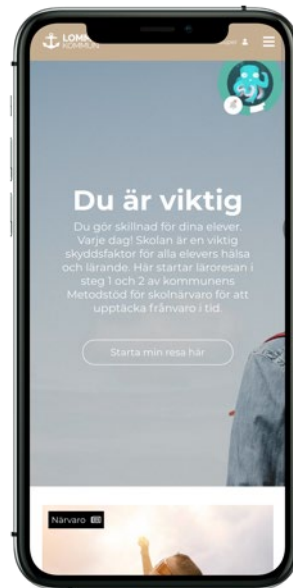 LOMM
KOMMUN
Du är viktig
Du gör skillnad för dina elever.
Varje dag! Skolan är en viktig
skyddsfaktor för alla elevers hälsa
och lärande. Här startar läroresan i
steg 1 och 2 av kommunens
Metodstöd för skolnärvaro för att
upptäcka frånvaro i tid.
Starta min resa här
Närvaro